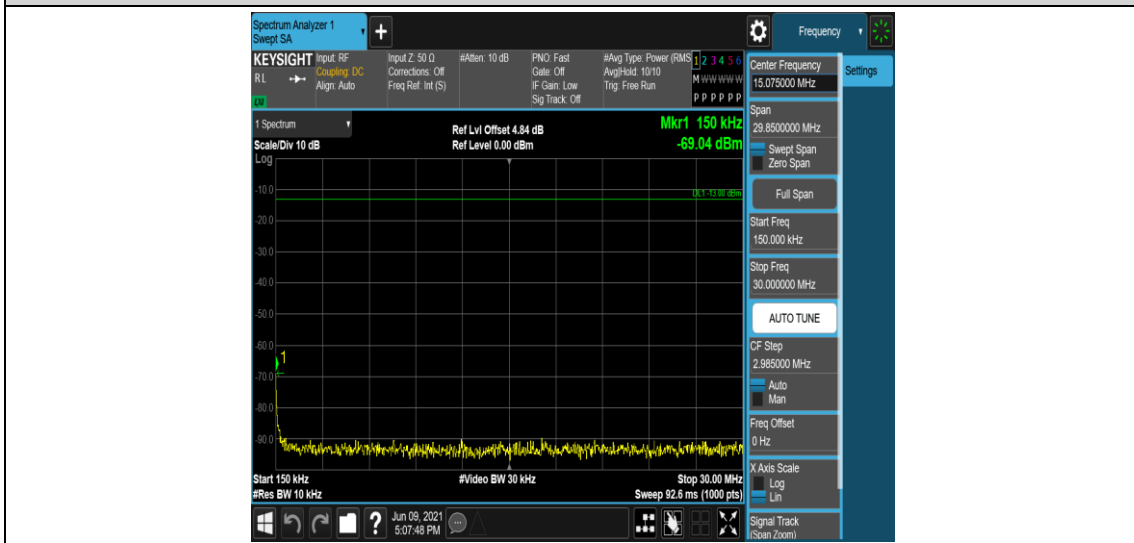 Spectrum Analyzer 1
Swept SA
+
Frequency
KEYSIGHT
RL
LXI
Input: RF
Coupling: DC
Align: Auto
Input Z: 50 Ω
Corrections: Off
Freq Ref: Int (S)
#Atten: 10 dB
PNO: Fast
Gate: Off
IF Gain: Low
Sig Track: Off
#Avg Type: Power (RMS
Avg|Hold: 10/10
Trig: Free Run
1 2 3 4 5 6
M W W W W W
P P P P P P
1 Spectrum
Scale/Div 10 dB
Ref Lvl Offset 4.84 dB
Ref Level 0.00 dBm
Mkr1 150 kHz
-69.04 dBm
Log
DL1 -13.00 dBm
-10.0
-20.0
-30.0
-40.0
-50.0
-60.0
-70.0
-80.0
-90.0
1
Start 150 kHz
#Res BW 10 kHz
#Video BW 30 kHz
Stop 30.00 MHz
Sweep 92.6 ms (1000 pts)
?
Jun 09, 2021
5:07:48 PM
Center Frequency
15.075000 MHz
Settings
Span
29.8500000 MHz
Swept Span
Zero Span
Full Span
Start Freq
150.000 kHz
Stop Freq
30.000000 MHz
AUTO TUNE
CF Step
2.985000 MHz
Auto
Man
Freq Offset
0 Hz
X Axis Scale
Log
Lin
Signal Track
(Span Zoom)